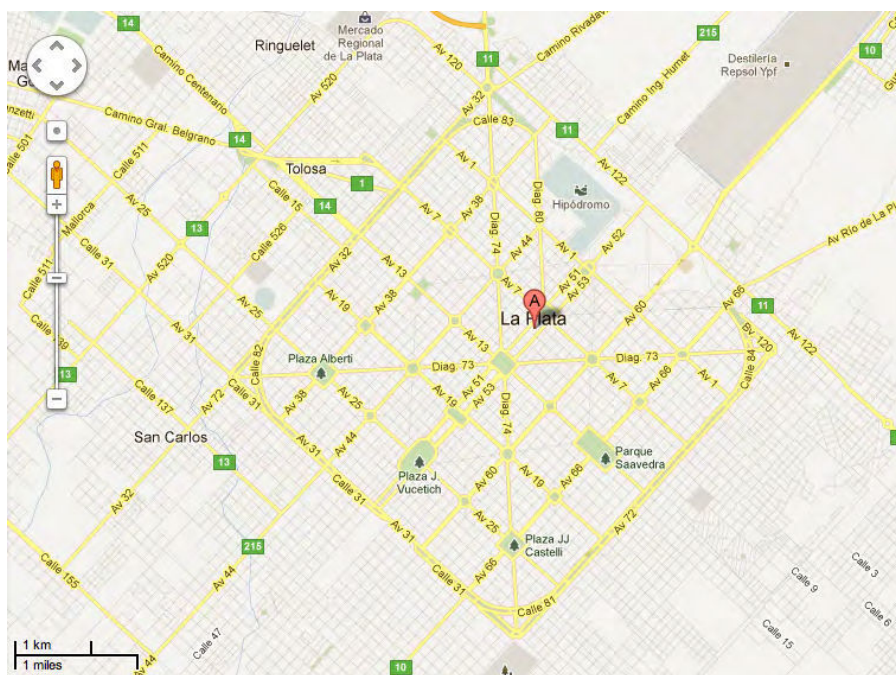 14
Ringuelet
Mercado
Regional
de La Plata
Av 120
Camino Rivadav
215
10
Destilería
Repsol Ypf
Camino Centenario
Av 520
11
Av 32
Camino Ing. Humet
Calle 83
11
Camino Gral. Belgrano
14
Calle 501
Calle 511
Tolosa
1
Calle 15
14
Av 1
Av 38
Diag. 80
Av 122
Hipódromo
Mallorca
Av 25
13
Calle 526
Av 7
Diag. 74
Av 44
Av 1
Av 52
Calle 31
Av 520
Av 32
Av 13
Av 51
Av 53
Av Río de La Pla
Calle 511
Av 25
Av 19
Av 38
Av 7
A
La Plata
Av 60
Av 66
11
Calle 139
Av 31
Calle 82
Av 13
Bv. 120
Av 122
13
Plaza Alberti
Diag. 73
Diag. 73
Calle 84
Calle 137
Av 72
Calle 31
Av 38
Av 25
Av 51
Av 53
Av 19
Diag. 74
Av 7
Av 66
Av 1
San Carlos
Av 44
Av 31
13
Plaza J.
Vucetich
Parque
Saavedra
Av 32
Calle 31
Av 60
Av 19
Av 66
Av 25
Av 72
Av 31
215
Plaza JJ
Castelli
Calle 155
Av 44
Calle 31
Av 66
Calle 81
Calle 3
Calle 9
Calle 6
Calle 47
Calle 15
Av 44
10
1 km
1 miles